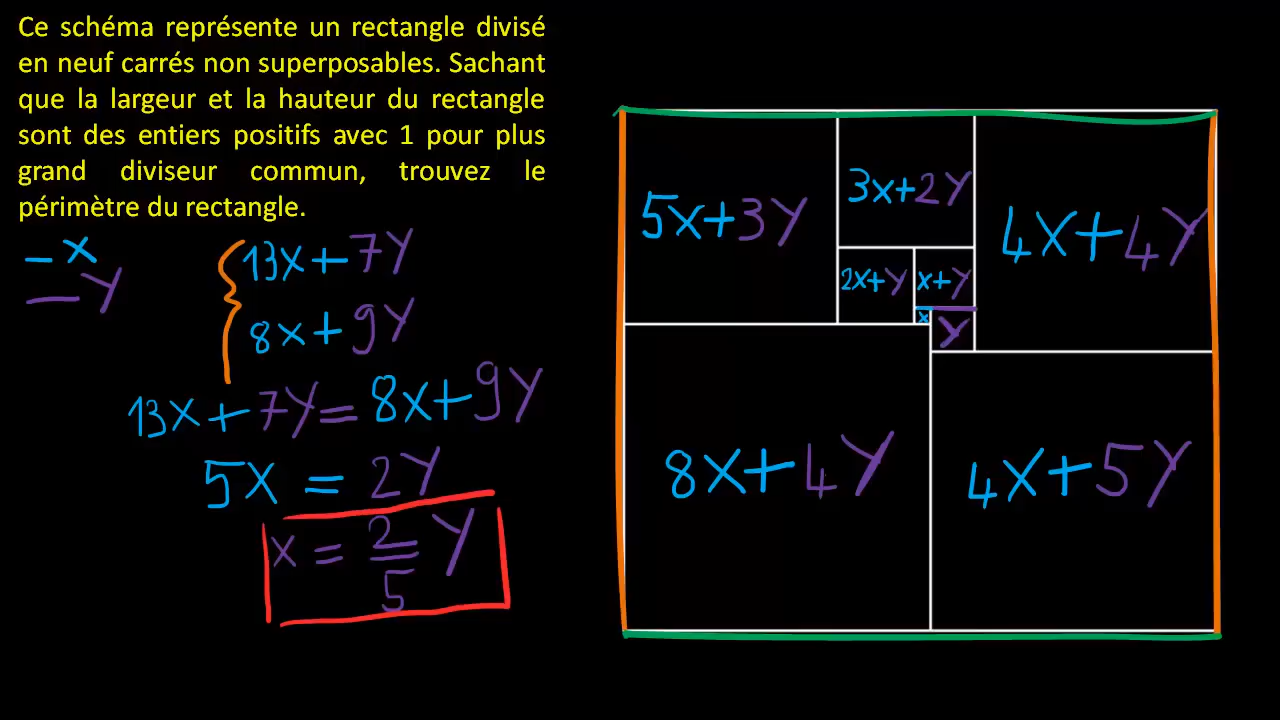 Ce schéma représente un rectangle divisé
en neuf carrés non superposables. Sachant
que la largeur et la hauteur du rectangle
sont des entiers positifs avec 1 pour plus
grand diviseur commun, trouvez le
périmètre du rectangle.
– x
– Y
13x + 7Y
8x + 9Y
13x + 7Y = 8x + 9Y
5x = 2Y
x = 2/5 Y
5x+3Y
3x+2Y
4x+4Y
2x+y
x+y
x
y
8x+4Y
4x+5Y